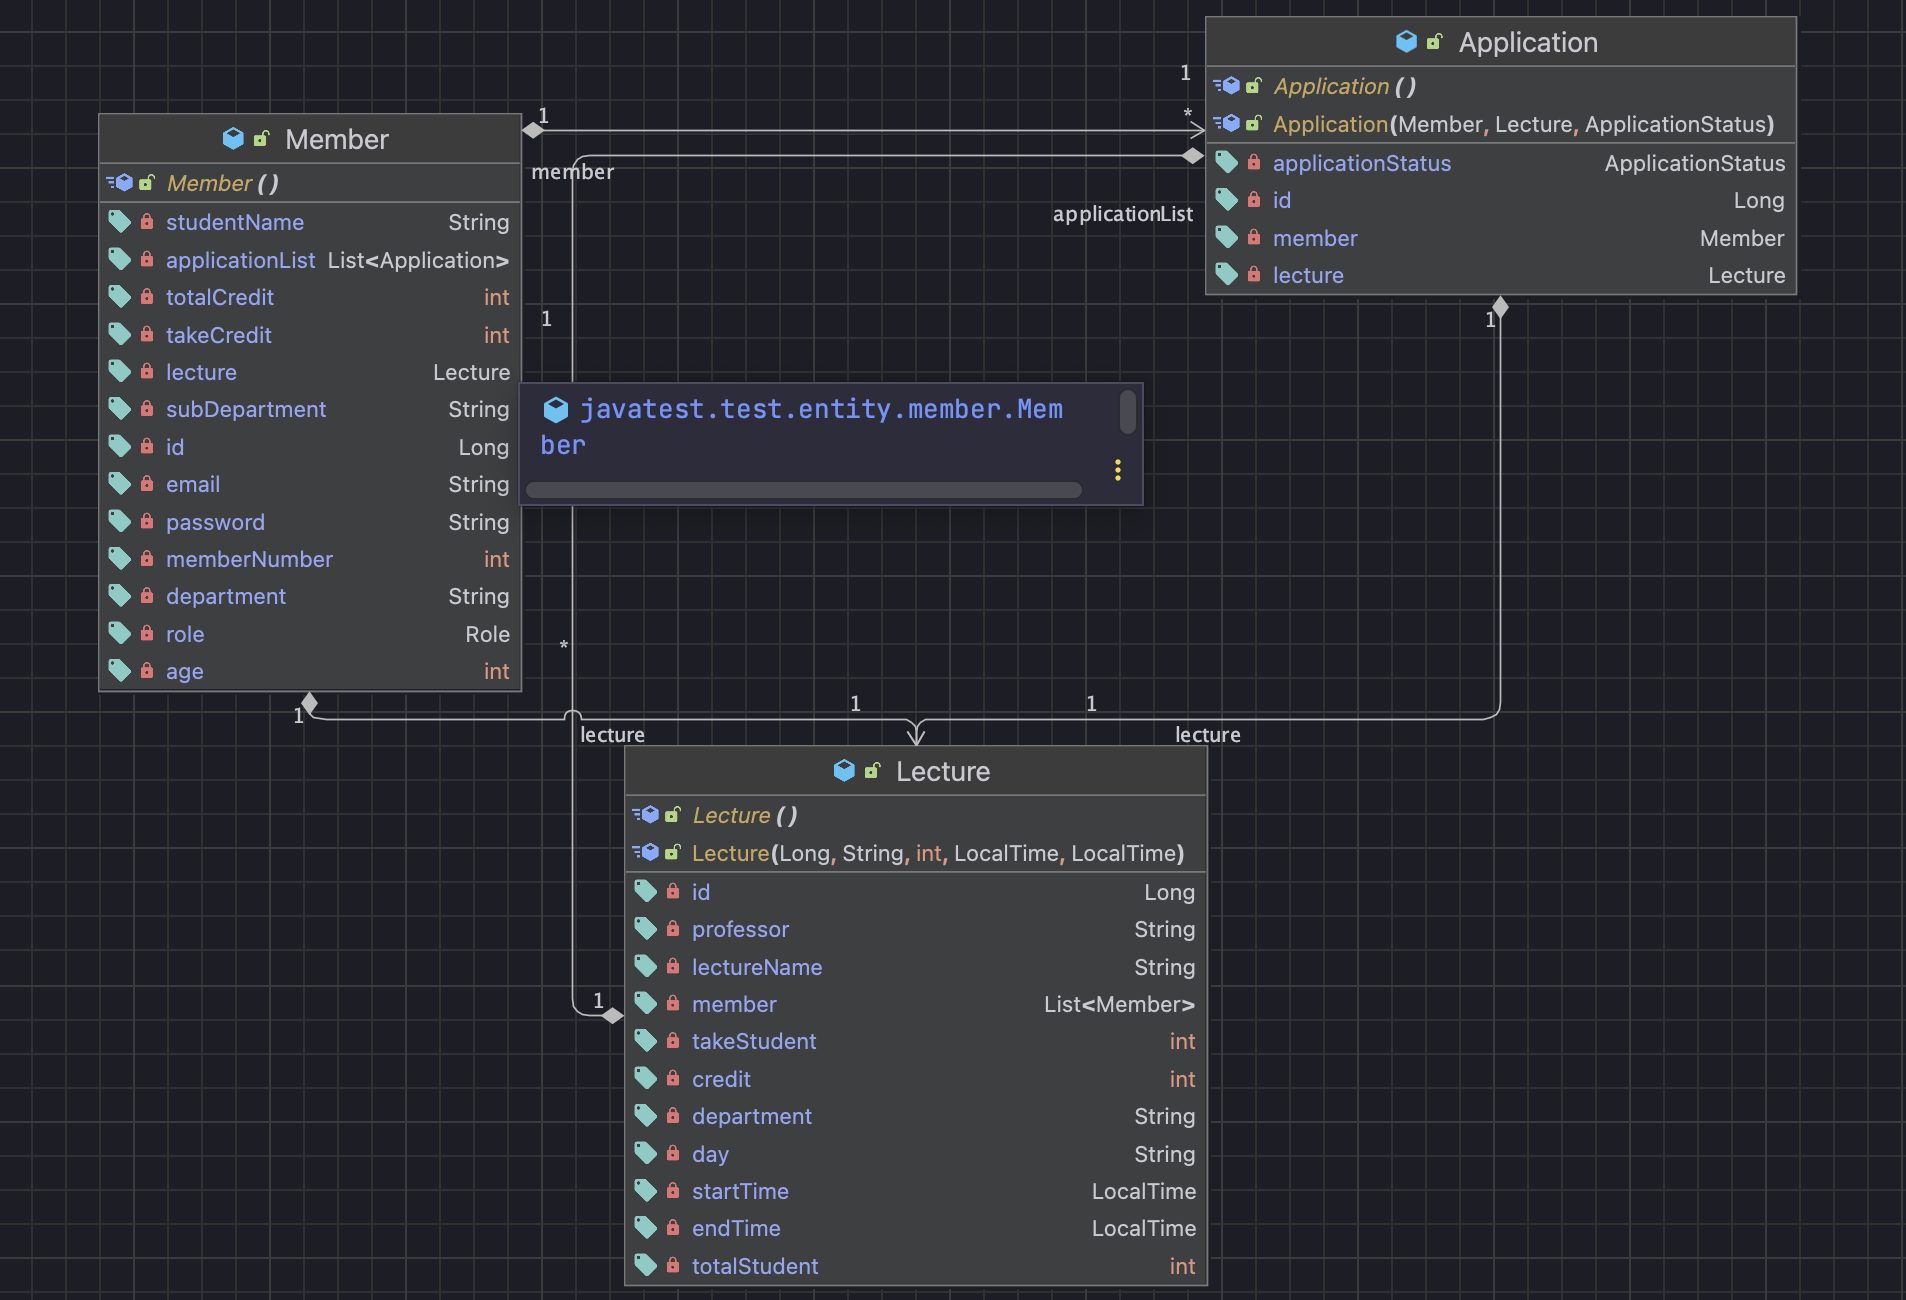 Application
Application()
Application(Member, Lecture, ApplicationStatus)
applicationStatus ApplicationStatus
id Long
member Member
lecture Lecture
1
*
1
member
applicationList
1
1
Member
Member()
studentName String
applicationList List<Application>
totalCredit int
takeCredit int
lecture Lecture
subDepartment String
id Long
email String
password String
memberNumber int
department String
role Role
age int
javatest.test.entity.member.Mem
ber
*
1
1
1
lecture
lecture
1
Lecture
Lecture()
Lecture(Long, String, int, LocalTime, LocalTime)
id Long
professor String
lectureName String
member List<Member>
takeStudent int
credit int
department String
day String
startTime LocalTime
endTime LocalTime
totalStudent int